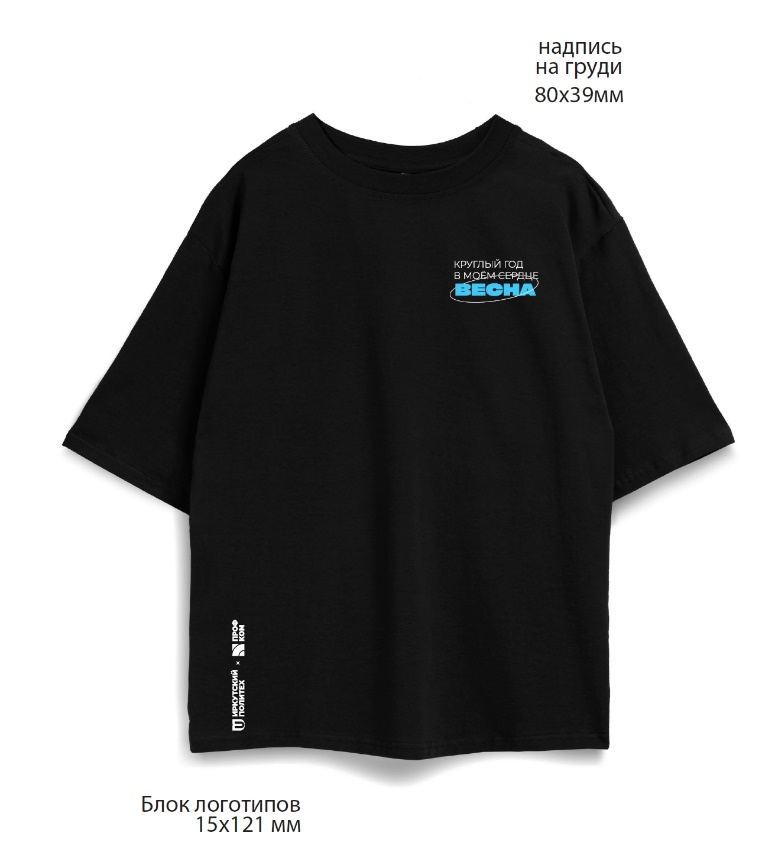 надпись
на груди
80х39мм
КРУГЛЫЙ ГОД
В МОЁМ СЕРДЦЕ
ВЕСНА
ИРКУТСКИЙ
ПОЛИТЕХ
×
ПРОФ
КОМ
Блок логотипов
15х121 мм